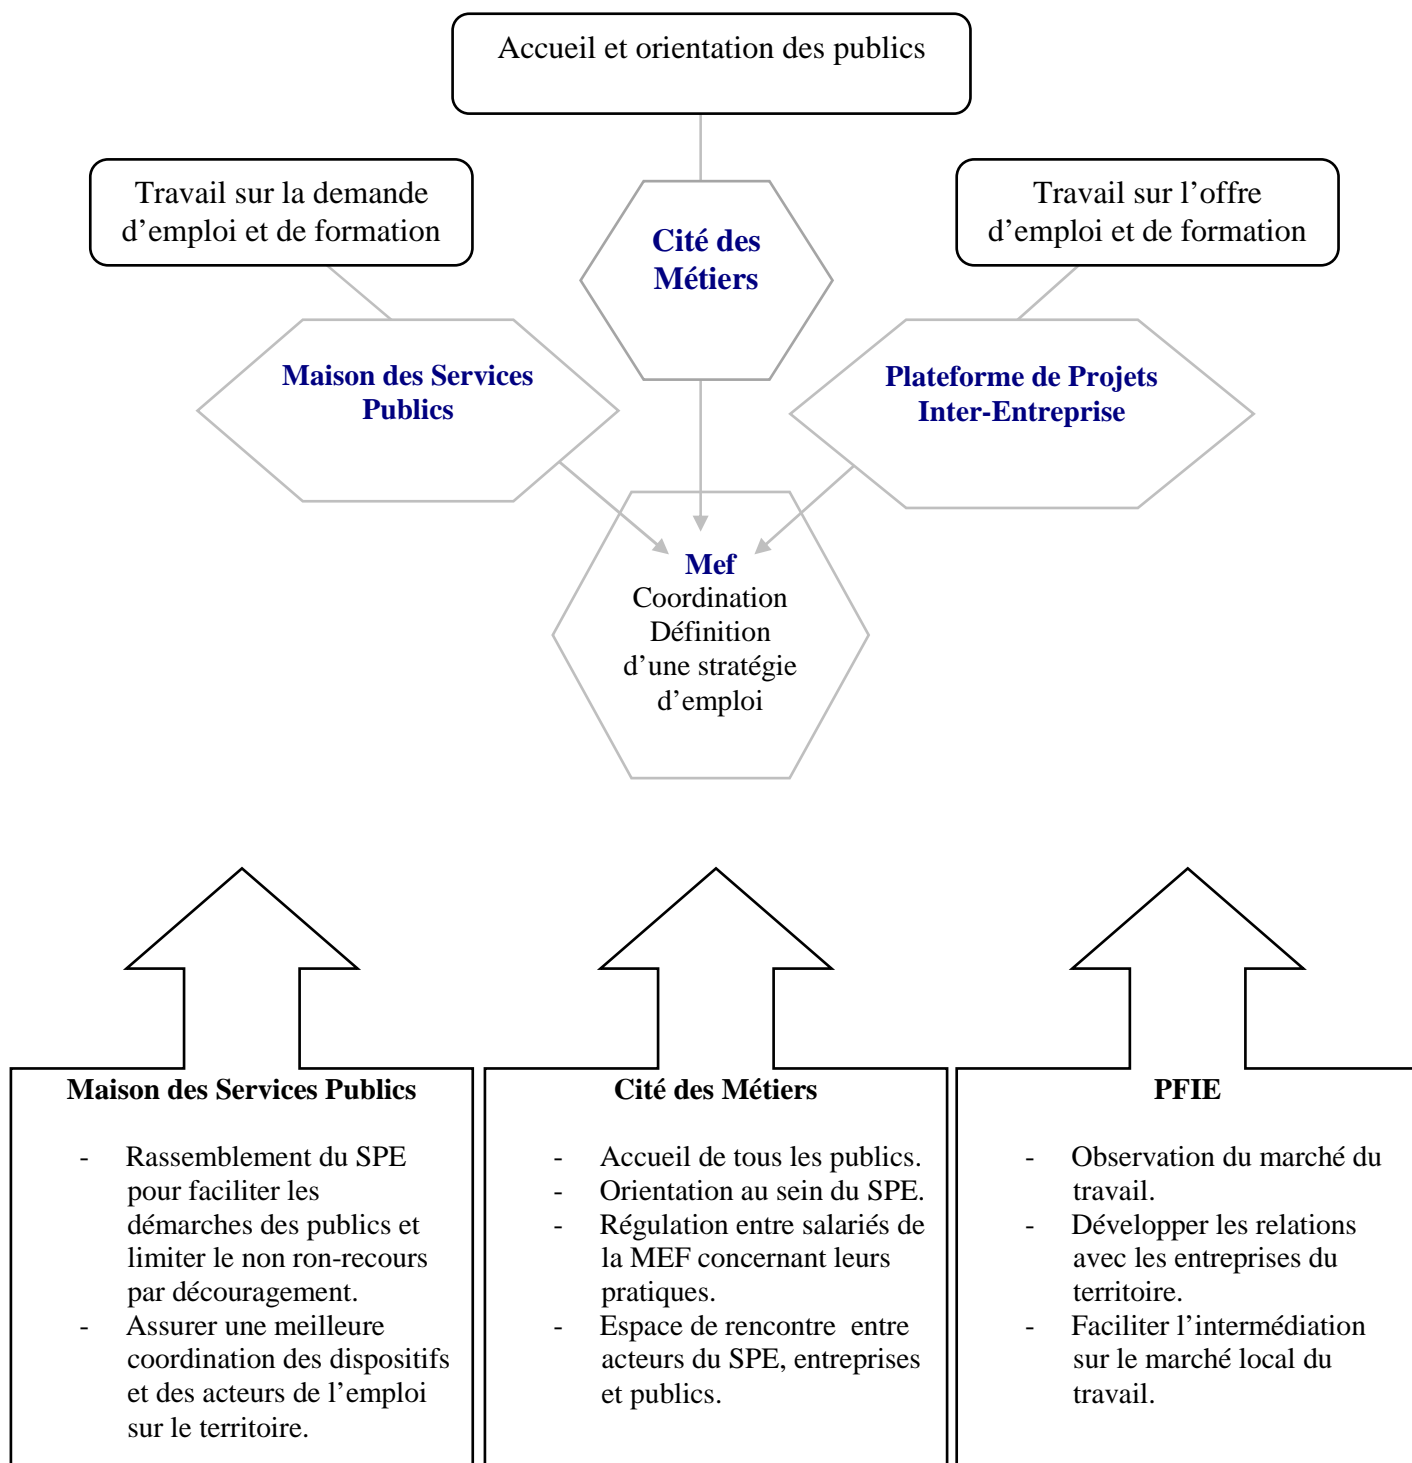 Accueil et orientation des publics
Travail sur la demande
d’emploi et de formation
Travail sur l’offre
d’emploi et de formation
Cité des
Métiers
Maison des Services
Publics
Plateforme de Projets
Inter-Entreprise
Mef
Coordination
Définition
d’une stratégie
d’emploi
Maison des Services Publics
- Rassemblement du SPE
pour faciliter les
démarches des publics et
limiter le non ron-recours
par découragement.
- Assurer une meilleure
coordination des dispositifs
et des acteurs de l’emploi
sur le territoire.
Cité des Métiers
- Accueil de tous les publics.
- Orientation au sein du SPE.
- Régulation entre salariés de
la MEF concernant leurs
pratiques.
- Espace de rencontre entre
acteurs du SPE, entreprises
et publics.
PFIE
- Observation du marché du
travail.
- Développer les relations
avec les entreprises du
territoire.
- Faciliter l’intermédiation
sur le marché local du
travail.